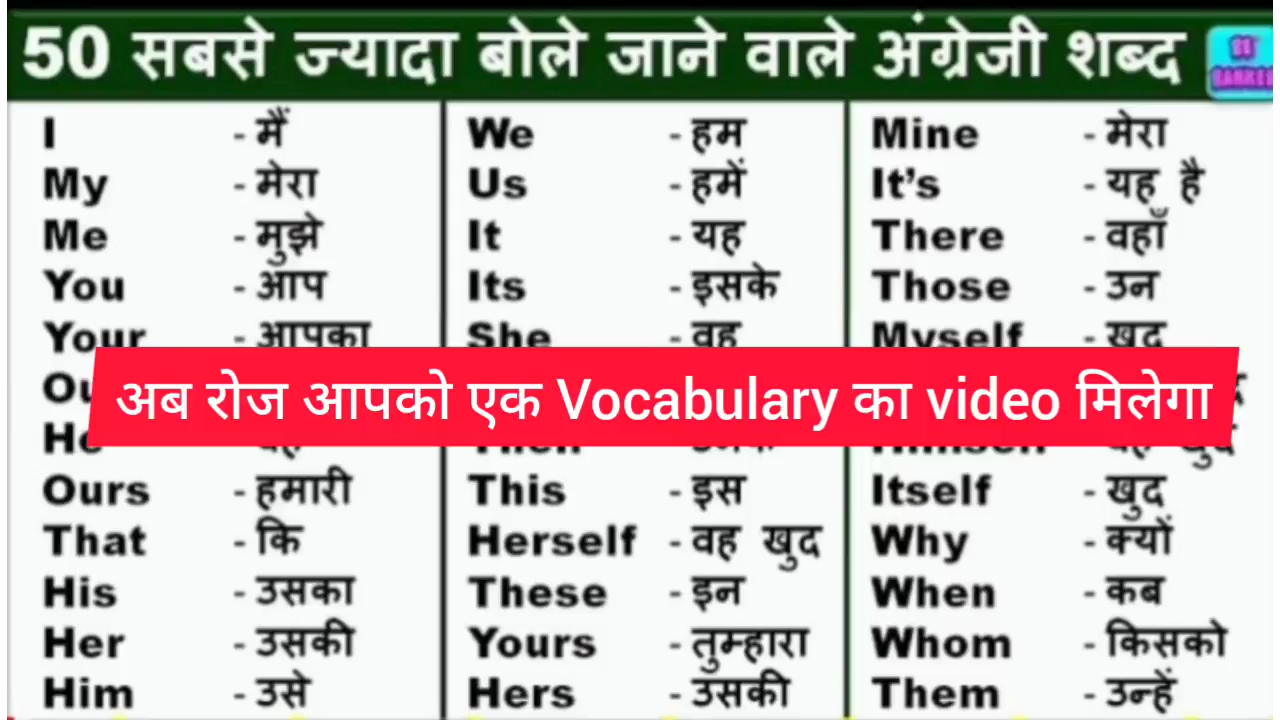 50 सबसे ज्यादा बोले जाने वाले अंग्रेजी शब्द
I - मैं
My - मेरा
Me - मुझे
You - आप
Your - आपका
Ours - हमारी
That - कि
His - उसका
Her - उसकी
Him - उसे
We - हम
Us - हमें
It - यह
Its - इसके
She - वह
This - इस
Herself - वह खुद
These - इन
Yours - तुम्हारा
Hers - उसकी
Mine - मेरा
It's - यह है
There - वहाँ
Those - उन
Myself - खुद
Itself - खुद
Why - क्यों
When - कब
Whom - किसको
Them - उन्हें
अब रोज आपको एक Vocabulary का video मिलेगा